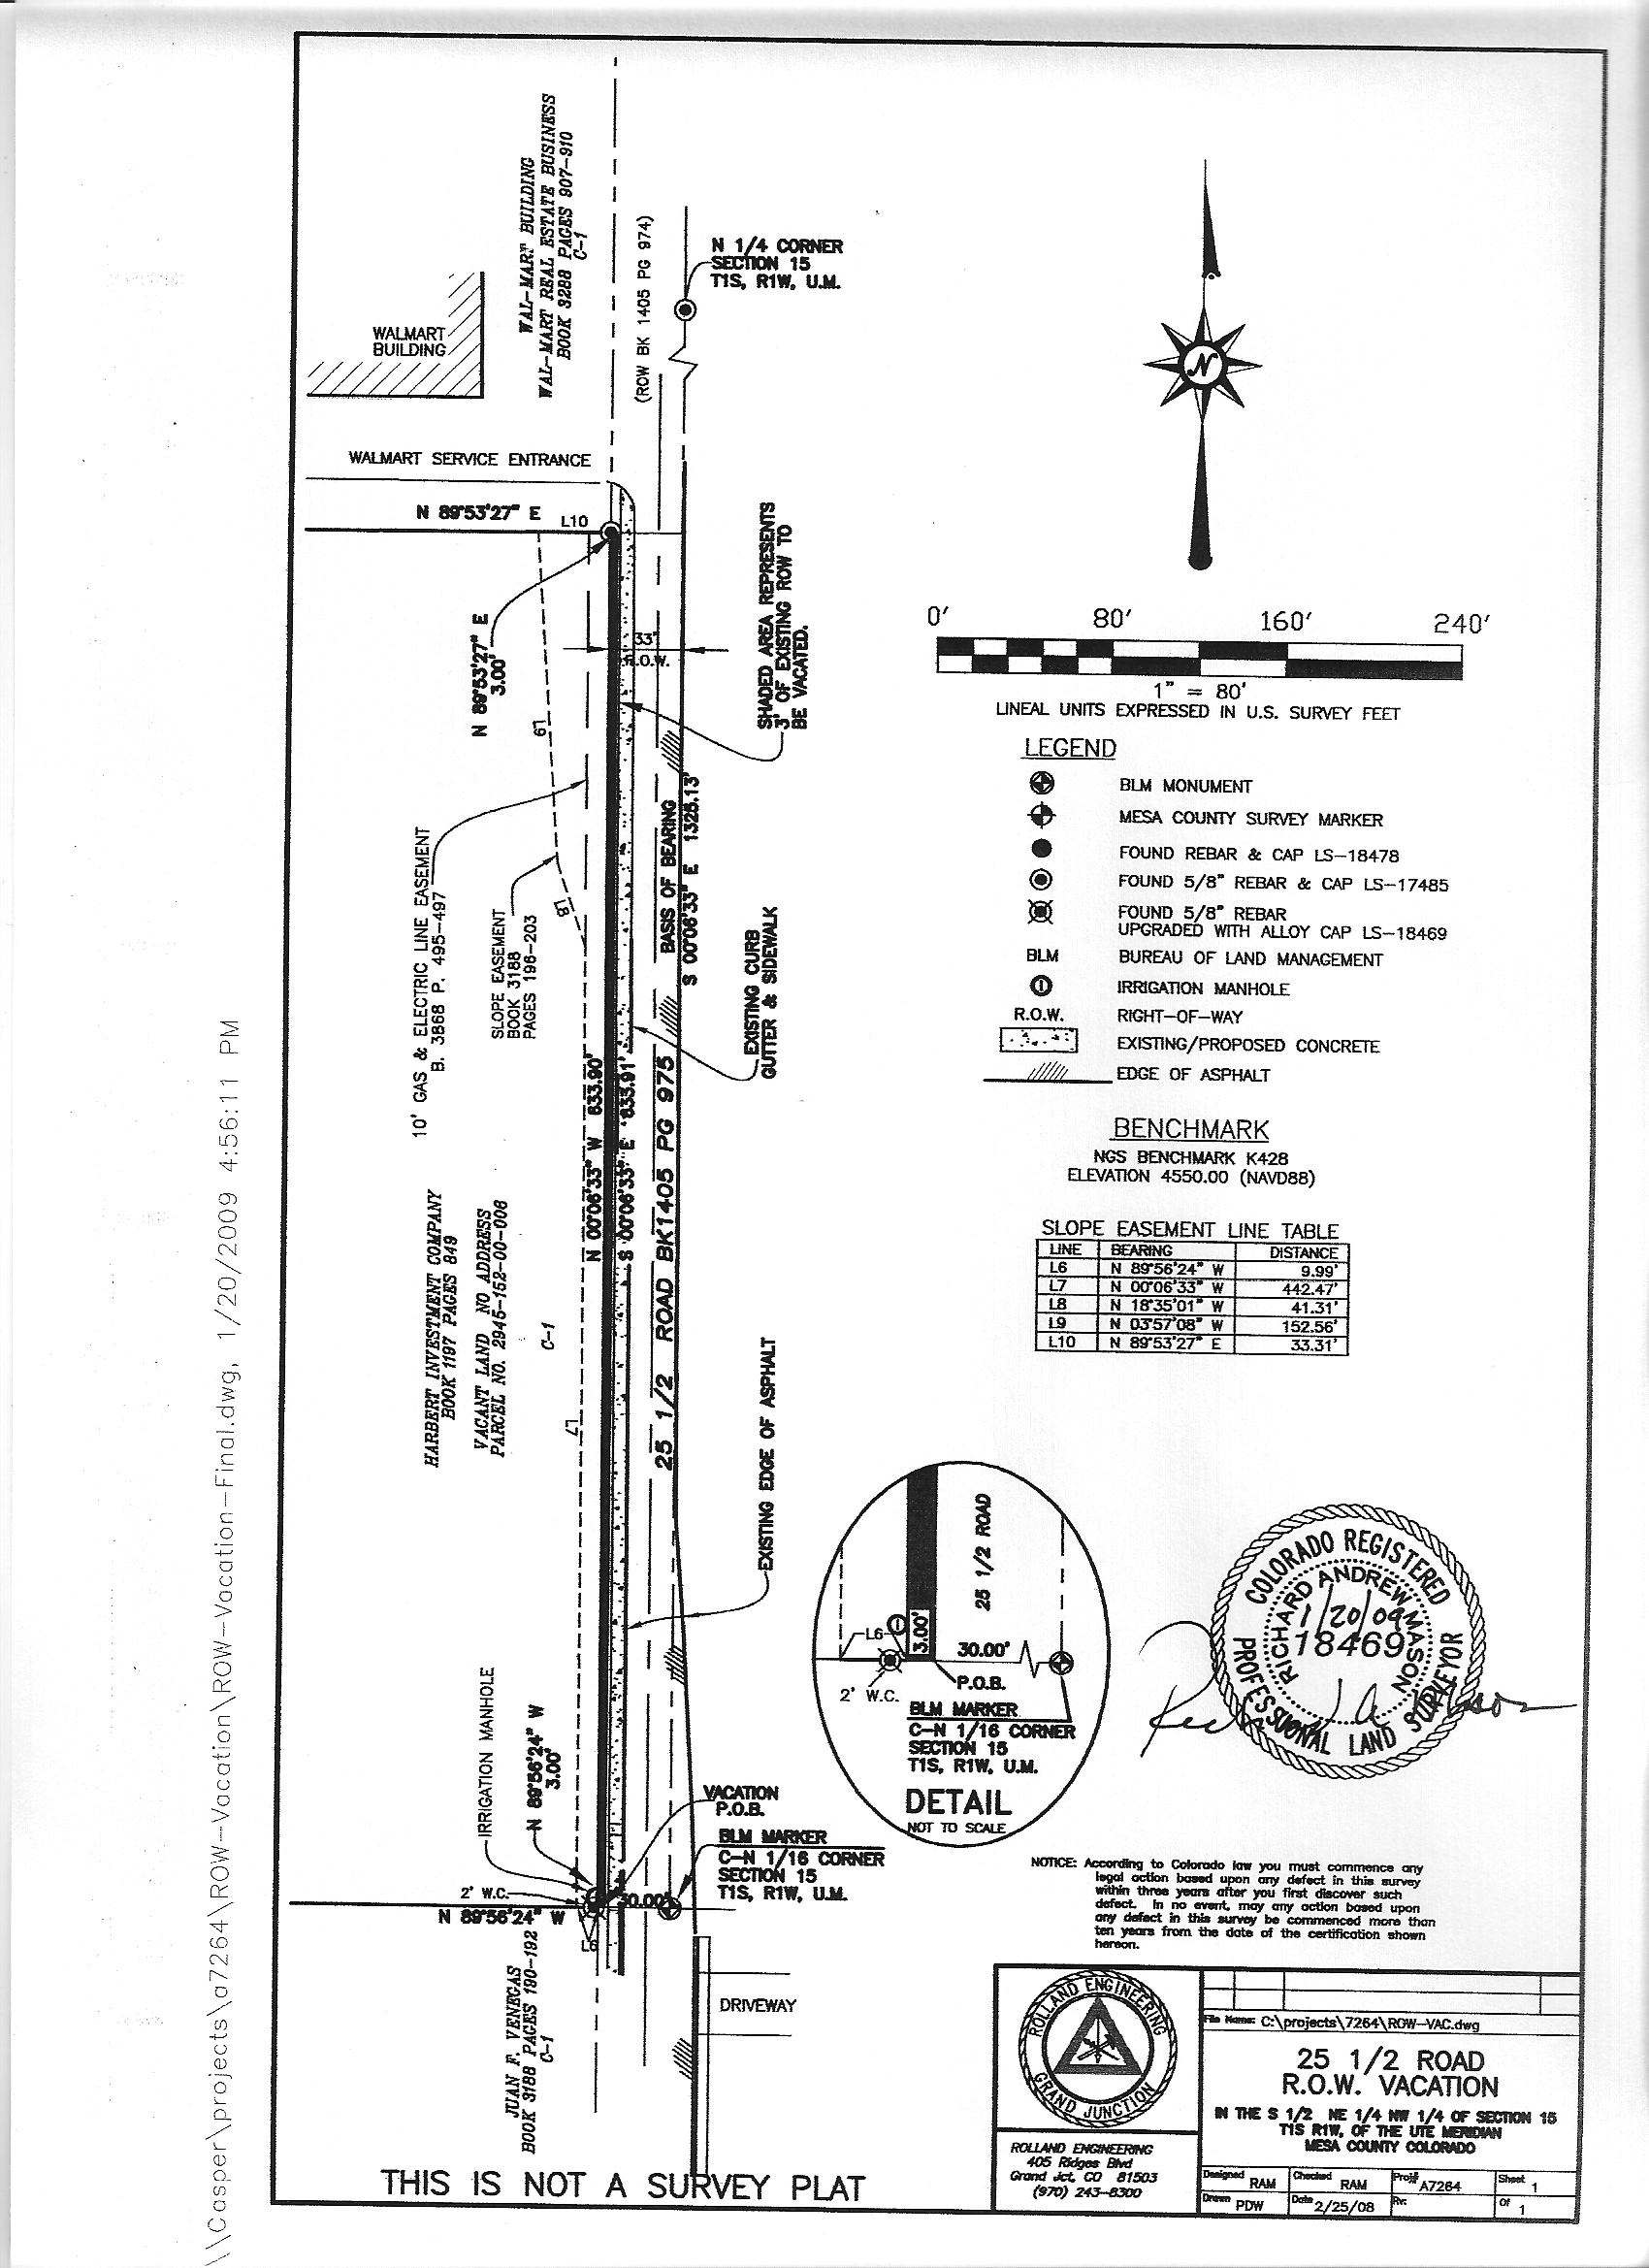 WAL-MART BUILDING
WAL-MART REAL ESTATE BUSINESS
BOOK 3288 PAGES 907-910
C-1
(ROW BK 1405 PG 974)
N 1/4 CORNER
SECTION 15
T1S, R1W, U.M.
WALMART
BUILDING
WALMART SERVICE ENTRANCE
N 89°53'27" E
L10
N 89°53'27" E
3.00'
33'
R.O.W.
SHADED AREA REPRESENTS
3' OF EXISTING ROW TO
BE VACATED.
L9
10' GAS & ELECTRIC LINE EASEMENT
B. 3868 P. 495-497
SLOPE EASEMENT
BOOK 3188
PAGES 196-203
L8
BASIS OF BEARING
S 00°06'33" E 1328.13'
EXISTING CURB
GUTTER & SIDEWALK
N 00°06'33" W 633.90'
S 00°06'33" E 633.91'
25 1/2 ROAD BK1405 PG 975
HARBERT INVESTMENT COMPANY
BOOK 1197 PAGES 849
VACANT LAND NO ADDRESS
PARCEL NO. 2945-152-00-008
C-1
L7
EXISTING EDGE OF ASPHALT
IRRIGATION MANHOLE
N 89°56'24" W
3.00'
VACATION
P.O.B.
BLM MARKER
C-N 1/16 CORNER
SECTION 15
T1S, R1W, U.M.
2' W.C.
30.00'
N 89°56'24" W
L6
JUAN F. VENEGAS
BOOK 3188 PAGES 190-192
C-1
DRIVEWAY
THIS IS NOT A SURVEY PLAT
N
0' 80' 160' 240'
1" = 80'
LINEAL UNITS EXPRESSED IN U.S. SURVEY FEET
LEGEND
BLM MONUMENT
MESA COUNTY SURVEY MARKER
FOUND REBAR & CAP LS-18478
FOUND 5/8" REBAR & CAP LS-17485
FOUND 5/8" REBAR
UPGRADED WITH ALLOY CAP LS-18469
BLM BUREAU OF LAND MANAGEMENT
IRRIGATION MANHOLE
R.O.W. RIGHT-OF-WAY
EXISTING/PROPOSED CONCRETE
EDGE OF ASPHALT
BENCHMARK
NGS BENCHMARK K428
ELEVATION 4550.00 (NAVD88)
SLOPE EASEMENT LINE TABLE
LINE BEARING DISTANCE
L6 N 89°56'24" W 9.99'
L7 N 00°06'33" W 442.47'
L8 N 18°35'01" W 41.31'
L9 N 03°57'08" W 152.56'
L10 N 89°53'27" E 33.31'
25 1/2 ROAD
L6
3.00'
30.00'
2' W.C.
P.O.B.
BLM MARKER
C-N 1/16 CORNER
SECTION 15
T1S, R1W, U.M.
DETAIL
NOT TO SCALE
COLORADO REGISTERED
RICHARD ANDREW MASON
1/20/09
18469
PROFESSIONAL LAND SURVEYOR
NOTICE: According to Colorado law you must commence any
legal action based upon any defect in this survey
within three years after you first discover such
defect. In no event, may any action based upon
any defect in this survey be commenced more than
ten years from the date of the certification shown
hereon.
ROLLAND ENGINEERING
GRAND JUNCTION
ROLLAND ENGINEERING
405 Ridges Blvd
Grand Jct, CO 81503
(970) 243-8300
File Name: C:\projects\7264\ROW-VAC.dwg
25 1/2 ROAD
R.O.W. VACATION
IN THE S 1/2 NE 1/4 NW 1/4 OF SECTION 15
T1S R1W, OF THE UTE MERIDIAN
MESA COUNTY COLORADO
Designed RAM Checked RAM Proj# A7264 Sheet 1
Drawn PDW Date 2/25/08 Rv: Of 1
\\Casper\projects\a7264\ROW-Vacation\ROW-Vacation-Final.dwg, 1/20/2009 4:56:11 PM